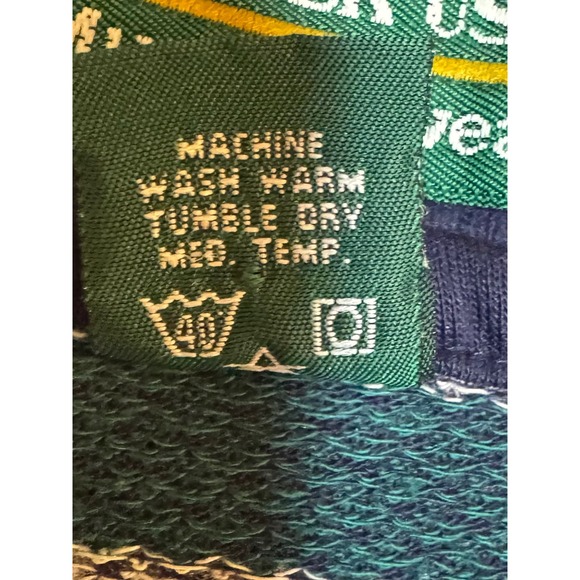 MACHINE
WASH WARM
TUMBLE DRY
MED. TEMP.
40